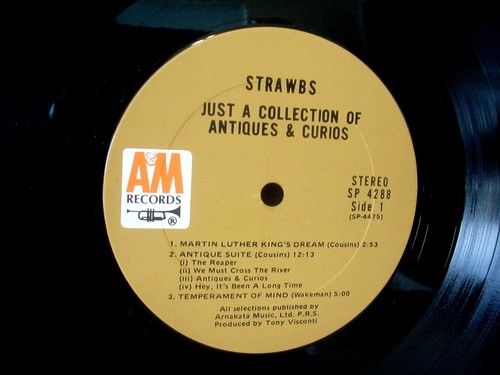 STRAWBS
JUST A COLLECTION OF
ANTIQUES & CURIOS
A&M
RECORDS
®
STEREO
SP 4288
Side 1
(SP-4475)
1. MARTIN LUTHER KING'S DREAM (Cousins) 2:53
2. ANTIQUE SUITE (Cousins) 12:13
(i) The Reaper
(ii) We Must Cross The River
(iii) Antiques & Curios
(iv) Hey, It's Been A Long Time
3. TEMPERAMENT OF MIND (Wakeman) 5:00
All selections published by
Arnakata Music, Ltd. P.R.S.
Produced by Tony Visconti